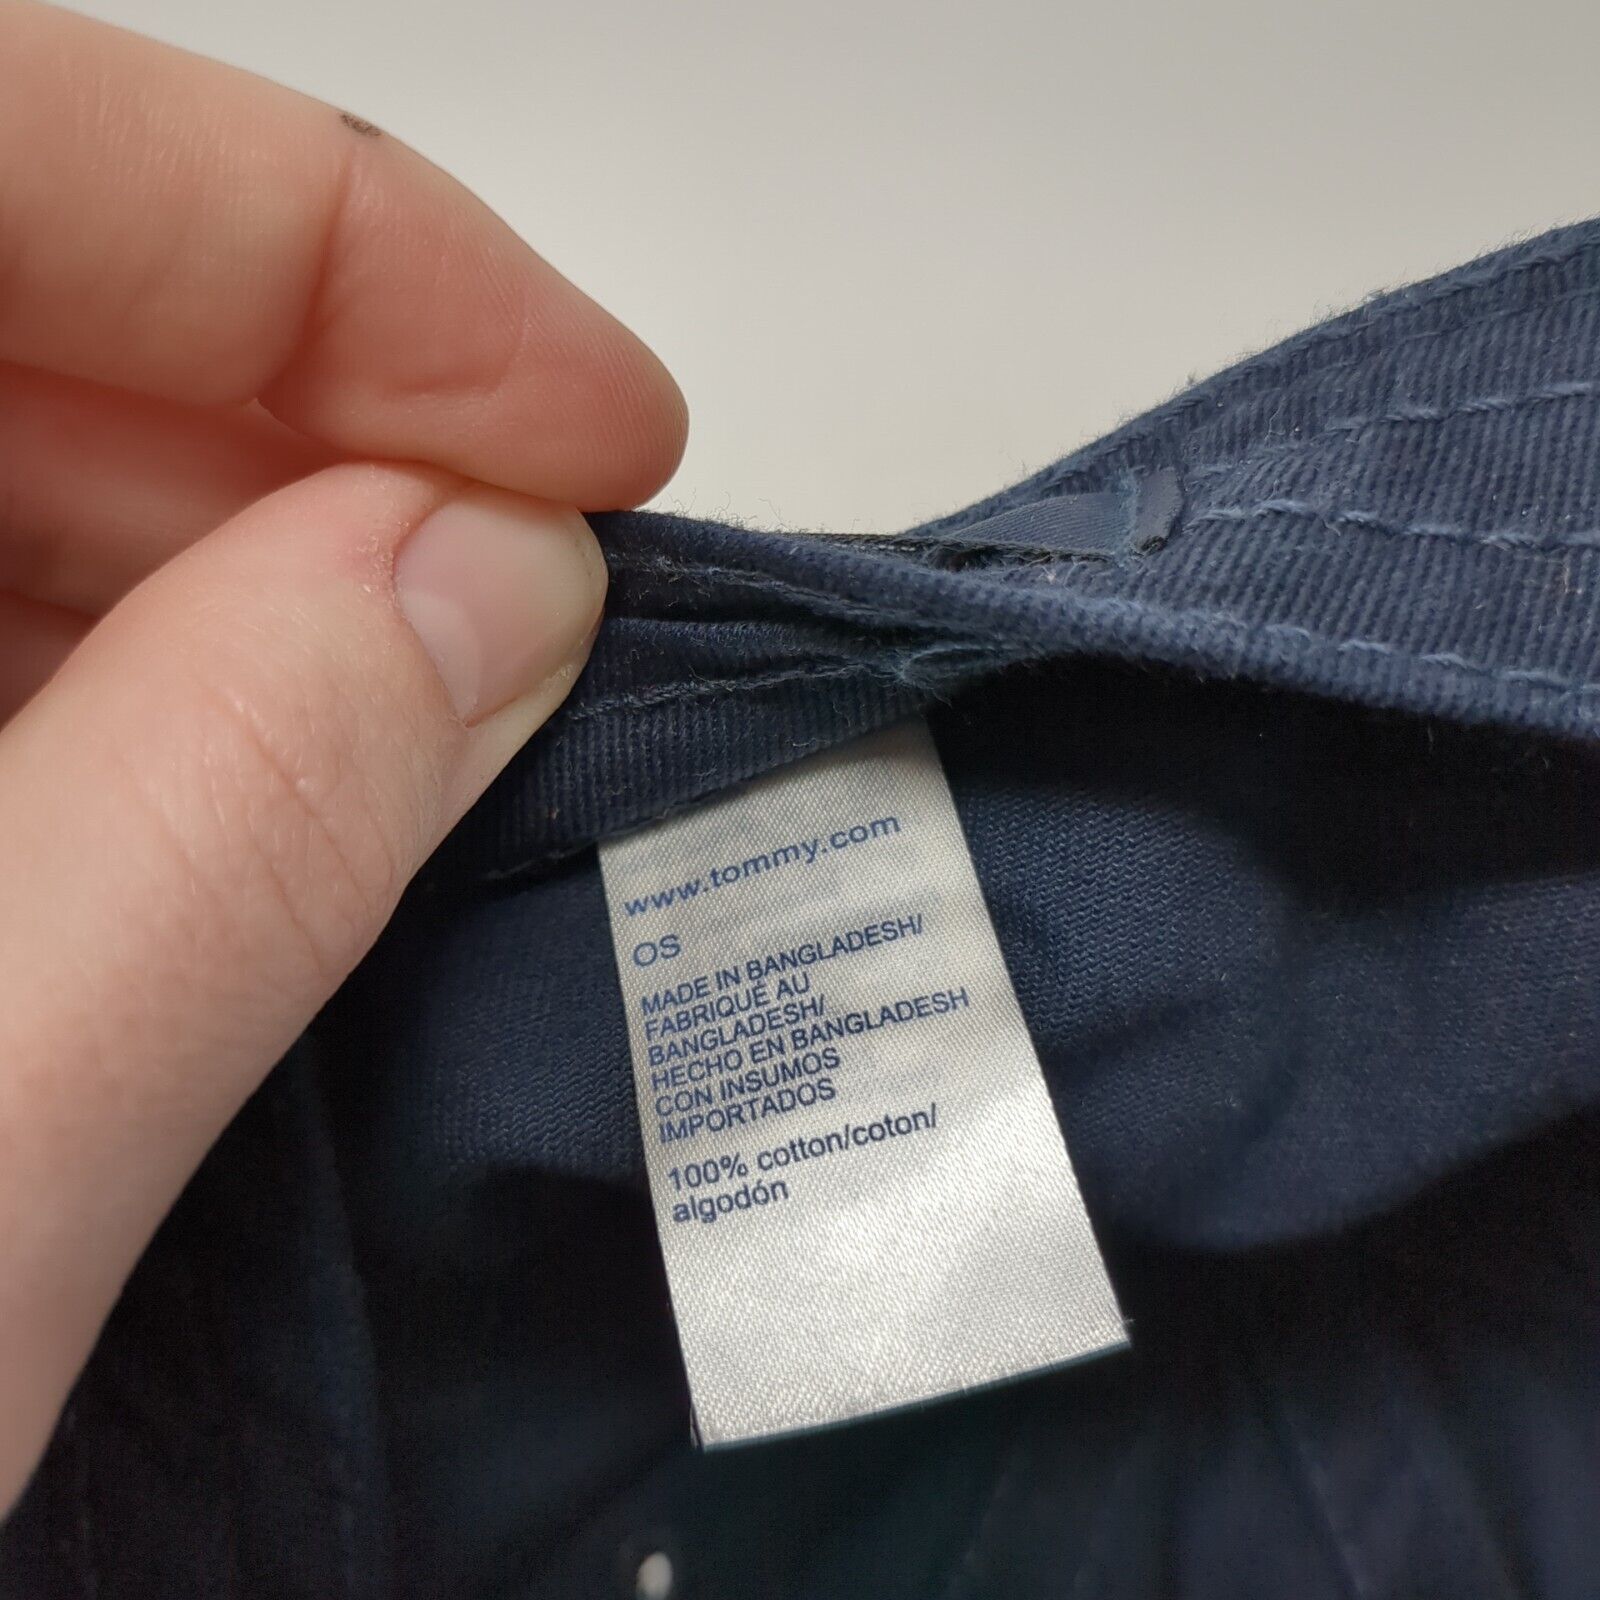 www.tommy.com
OS
MADE IN BANGLADESH/
FABRIQUÉ AU
BANGLADESH/
HECHO EN BANGLADESH
CON INSUMOS
IMPORTADOS
100% cotton/coton/
algodón